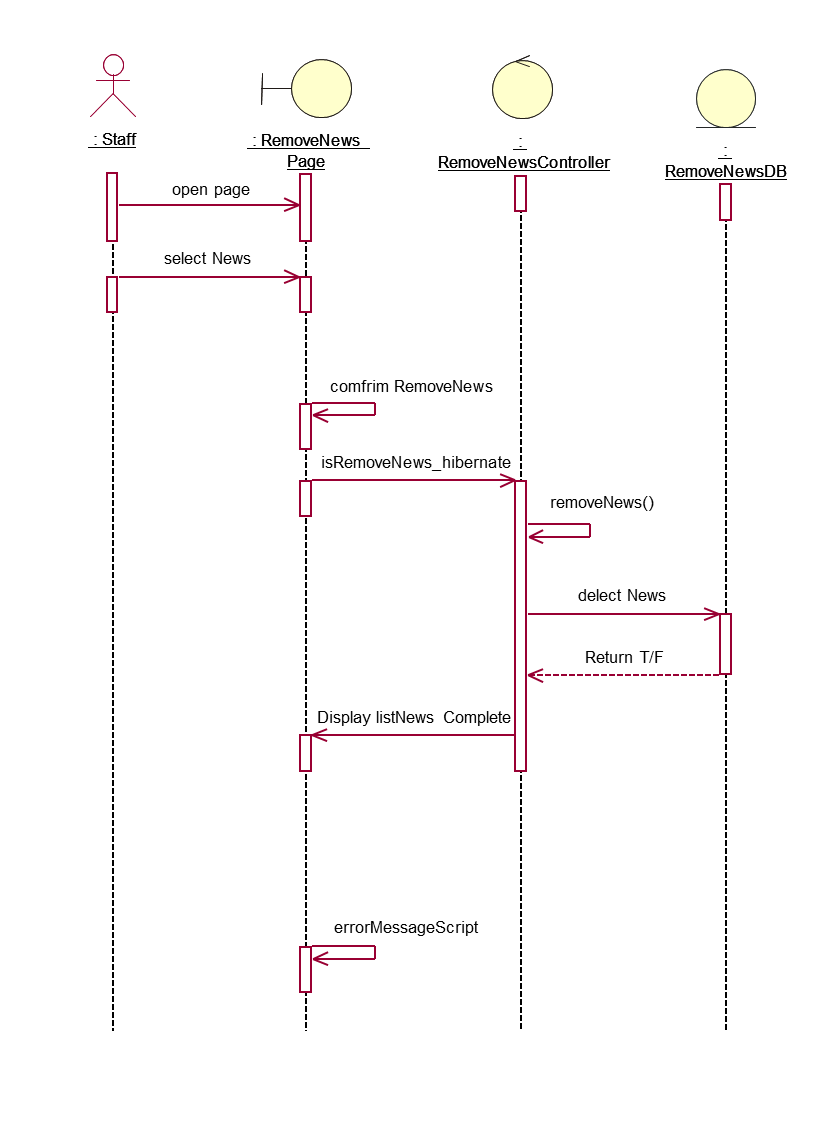 : Staff
: RemoveNews
Page
:
RemoveNewsController
:
RemoveNewsDB
open page
select News
comfrim RemoveNews
isRemoveNews_hibernate
removeNews()
delect News
Return T/F
Display listNews Complete
errorMessageScript